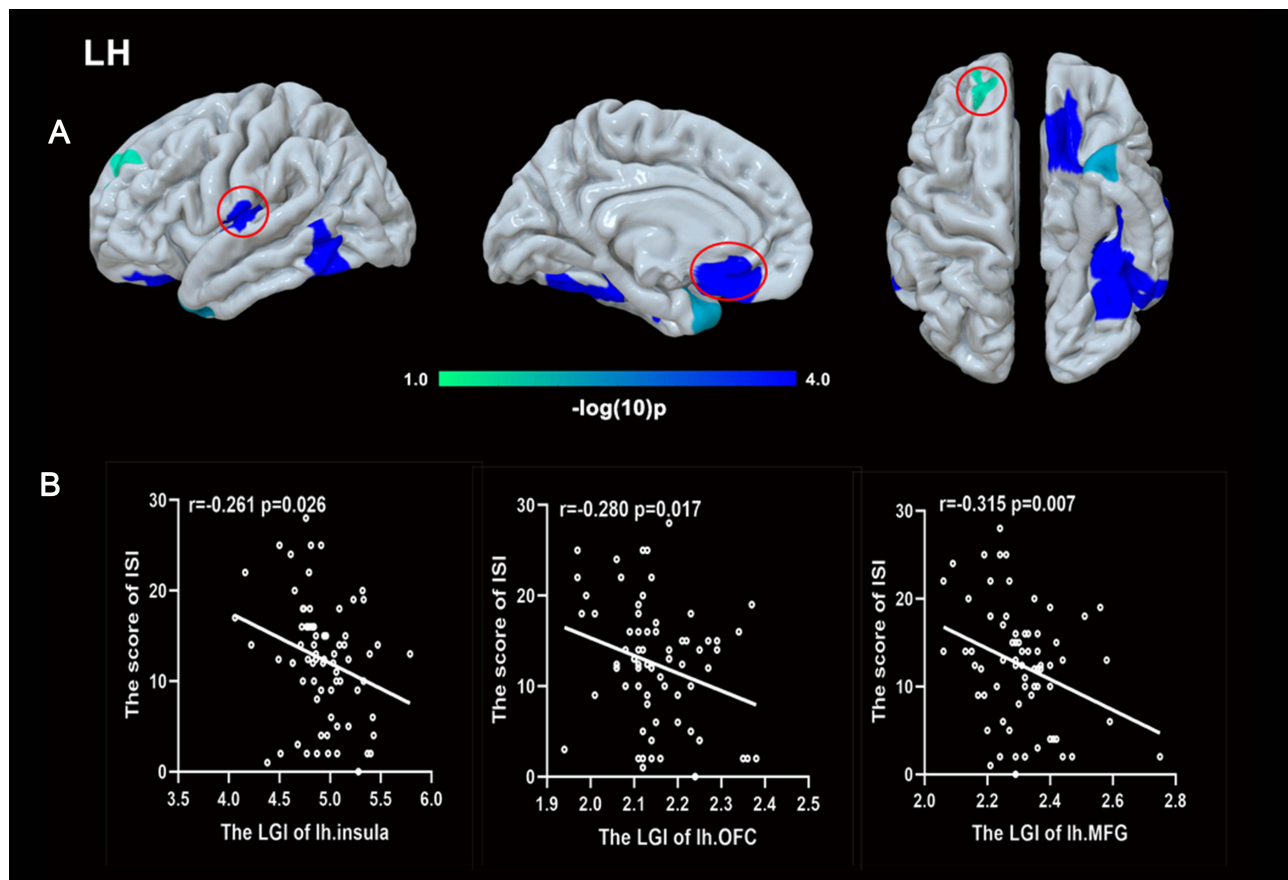 LH
A
1.0
4.0
-log(10)p
B
r=-0.261 p=0.026
The score of ISI
30
20
10
0
3.5 4.0 4.5 5.0 5.5 6.0
The LGI of lh.insula
r=-0.280 p=0.017
The score of ISI
30
20
10
0
1.9 2.0 2.1 2.2 2.3 2.4 2.5
The LGI of lh.OFC
r=-0.315 p=0.007
The score of ISI
30
20
10
0
2.0 2.2 2.4 2.6 2.8
The LGI of lh.MFG